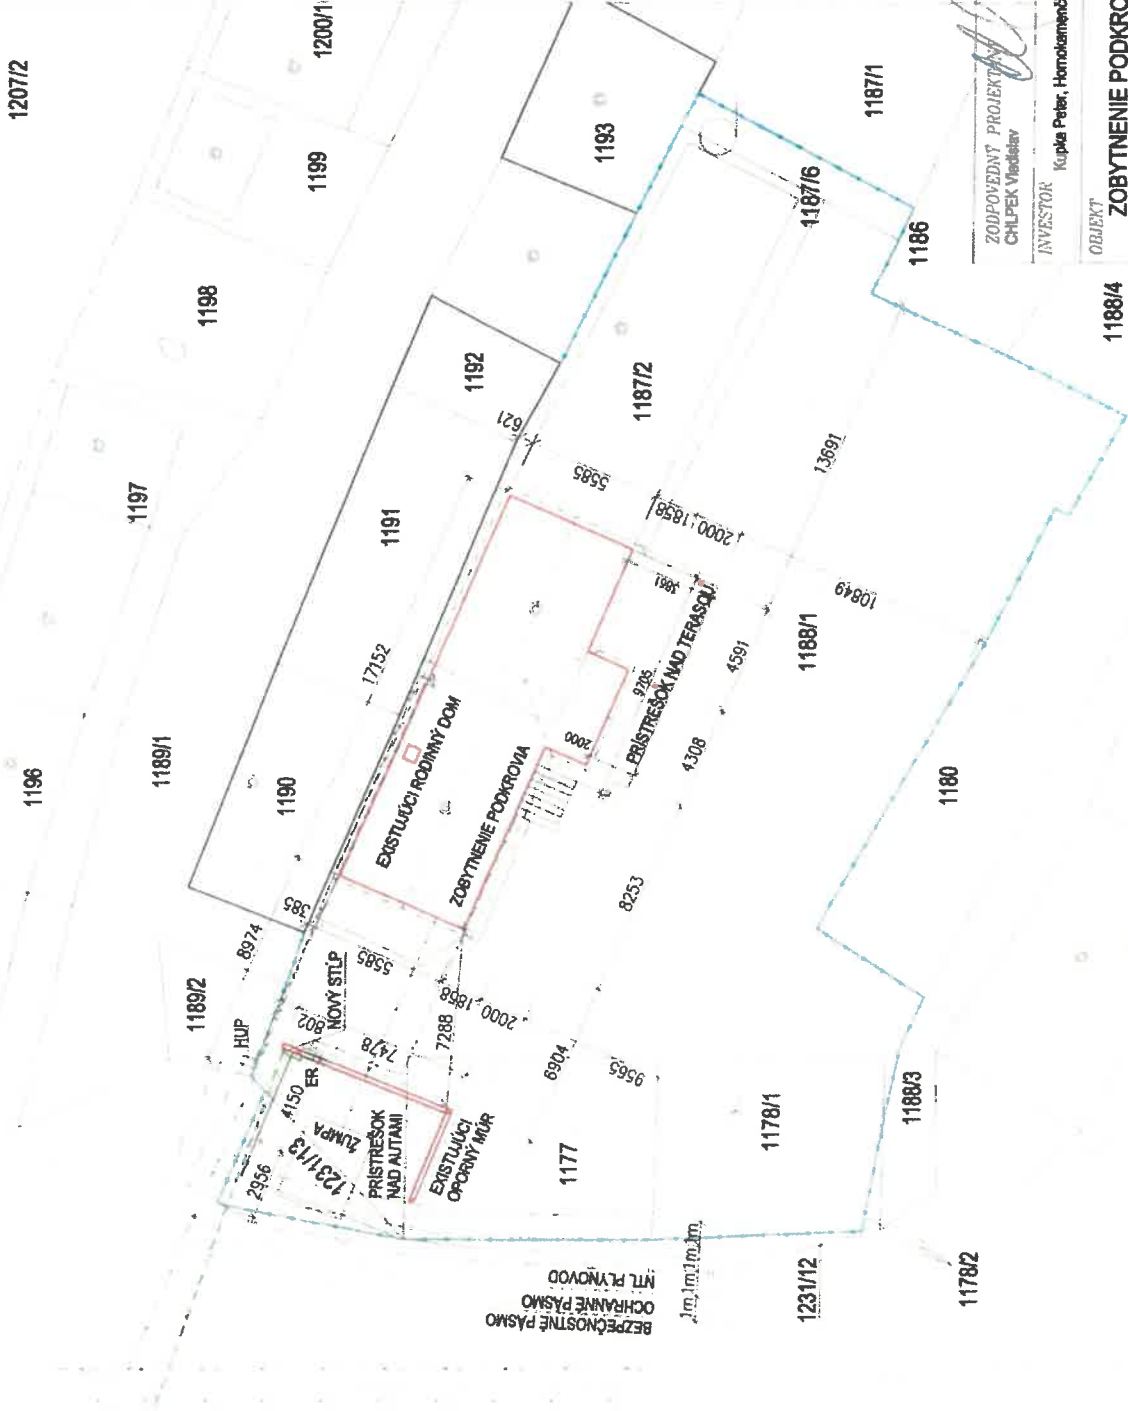 1207/2
1200/1
1199
1193
1187/1
1187/6
1186
1198
1192
1187/2
1188/4
1197
1191
621
5585
13691
2000
1858
3861
10849
1196
1189/1
1190
17152
EXISTUJÚCI RODINNÝ DOM
ZOBYTNENIE PODKROVIA
2000
9705
PRÍSTREŠOK NAD TERASOU
4591
4308
1188/1
1180
385
8974
1189/2
HUP
NOVÝ STĹP
802
5585
7478
1858
2000
7288
8253
6904
9565
ER
4150
ŽUMPA
1231/13
2956
PRÍSTREŠOK
NAD AUTAMI
EXISTUJÚCI
OPORNÝ MÚR
1177
1178/1
1188/3
1231/12
1178/2
1m,1m,1m,1m
NTL PLYNOVOD
OCHRANNÉ PÁSMO
BEZPEČNOSTNÉ PÁSMO
ZODPOVEDNÝ PROJEKTANT
CHLPEK Vladislav
INVESTOR
Kupka Peter,
OBJEKT
ZOBYTNENIE PODKRO